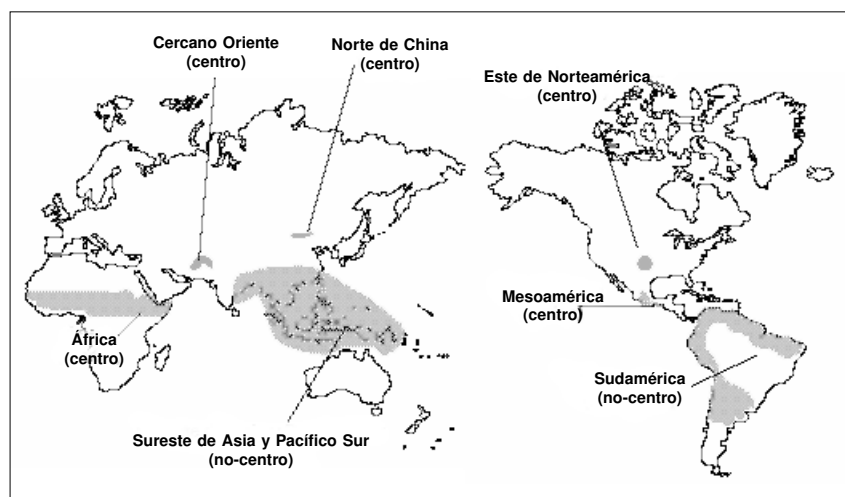 Cercano Oriente
(centro)
Norte de China
(centro)
Este de Norteamérica
(centro)
Mesoamérica
(centro)
África
(centro)
Sudamérica
(no-centro)
Sureste de Asia y Pacífico Sur
(no-centro)